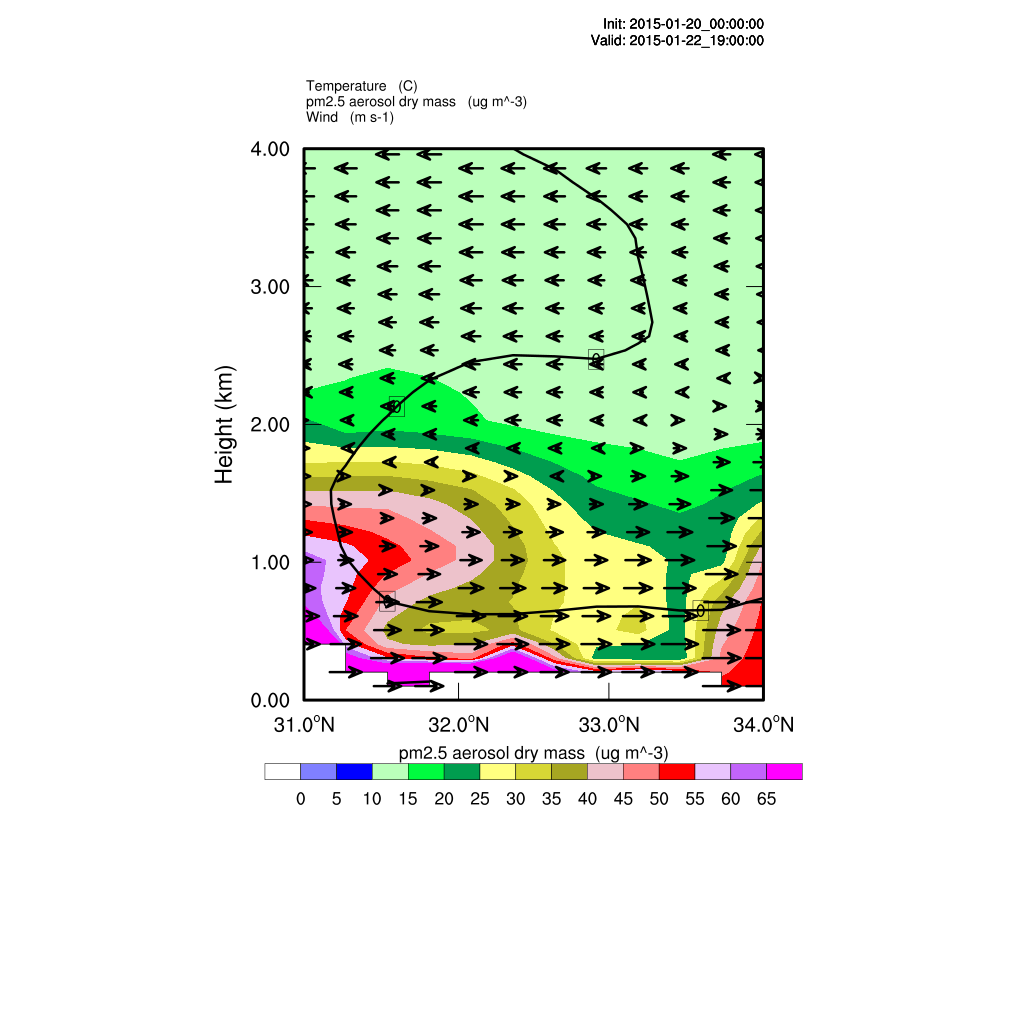 Init: 2015-01-20_00:00:00
Valid: 2015-01-22_19:00:00
Temperature (C)
pm2.5 aerosol dry mass (ug m^-3)
Wind (m s-1)
4.00
3.00
2.00
1.00
0.00
Height (km)
0
0
0
0
31.0°N 32.0°N 33.0°N 34.0°N
pm2.5 aerosol dry mass (ug m^-3)
0 5 10 15 20 25 30 35 40 45 50 55 60 65